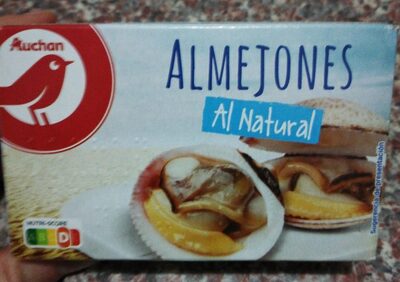 Auchan
ALMEJONES
Al Natural
Sugerencia de presentación
NUTRI-SCORE
D